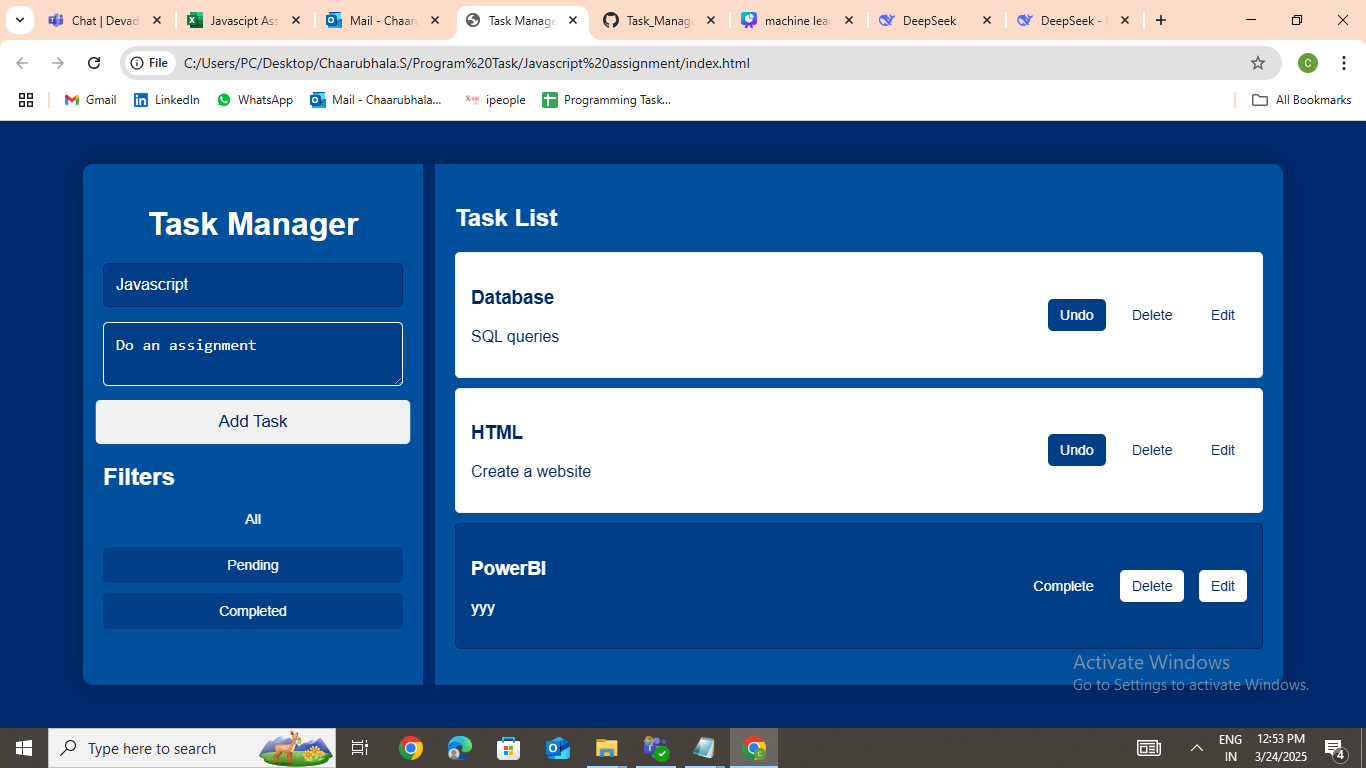 Chat | Devad
Javascipt Ass
Mail - Chaaru
Task Manage
Task_Manag
machine lear
DeepSeek
DeepSeek -
File C:/Users/PC/Desktop/Chaarubhala.S/Program%20Task/Javascript%20assignment/index.html C
Gmail LinkedIn WhatsApp Mail - Chaarubhala... ipeople Programming Task... All Bookmarks
Task Manager
Javascript
Do an assignment
Add Task
Filters
All
Pending
Completed
Task List
Database
SQL queries
Undo Delete Edit
HTML
Create a website
Undo Delete Edit
PowerBI
yyy
Complete Delete Edit
Activate Windows
Go to Settings to activate Windows.
Type here to search
ENG
IN
12:53 PM
3/24/2025
4